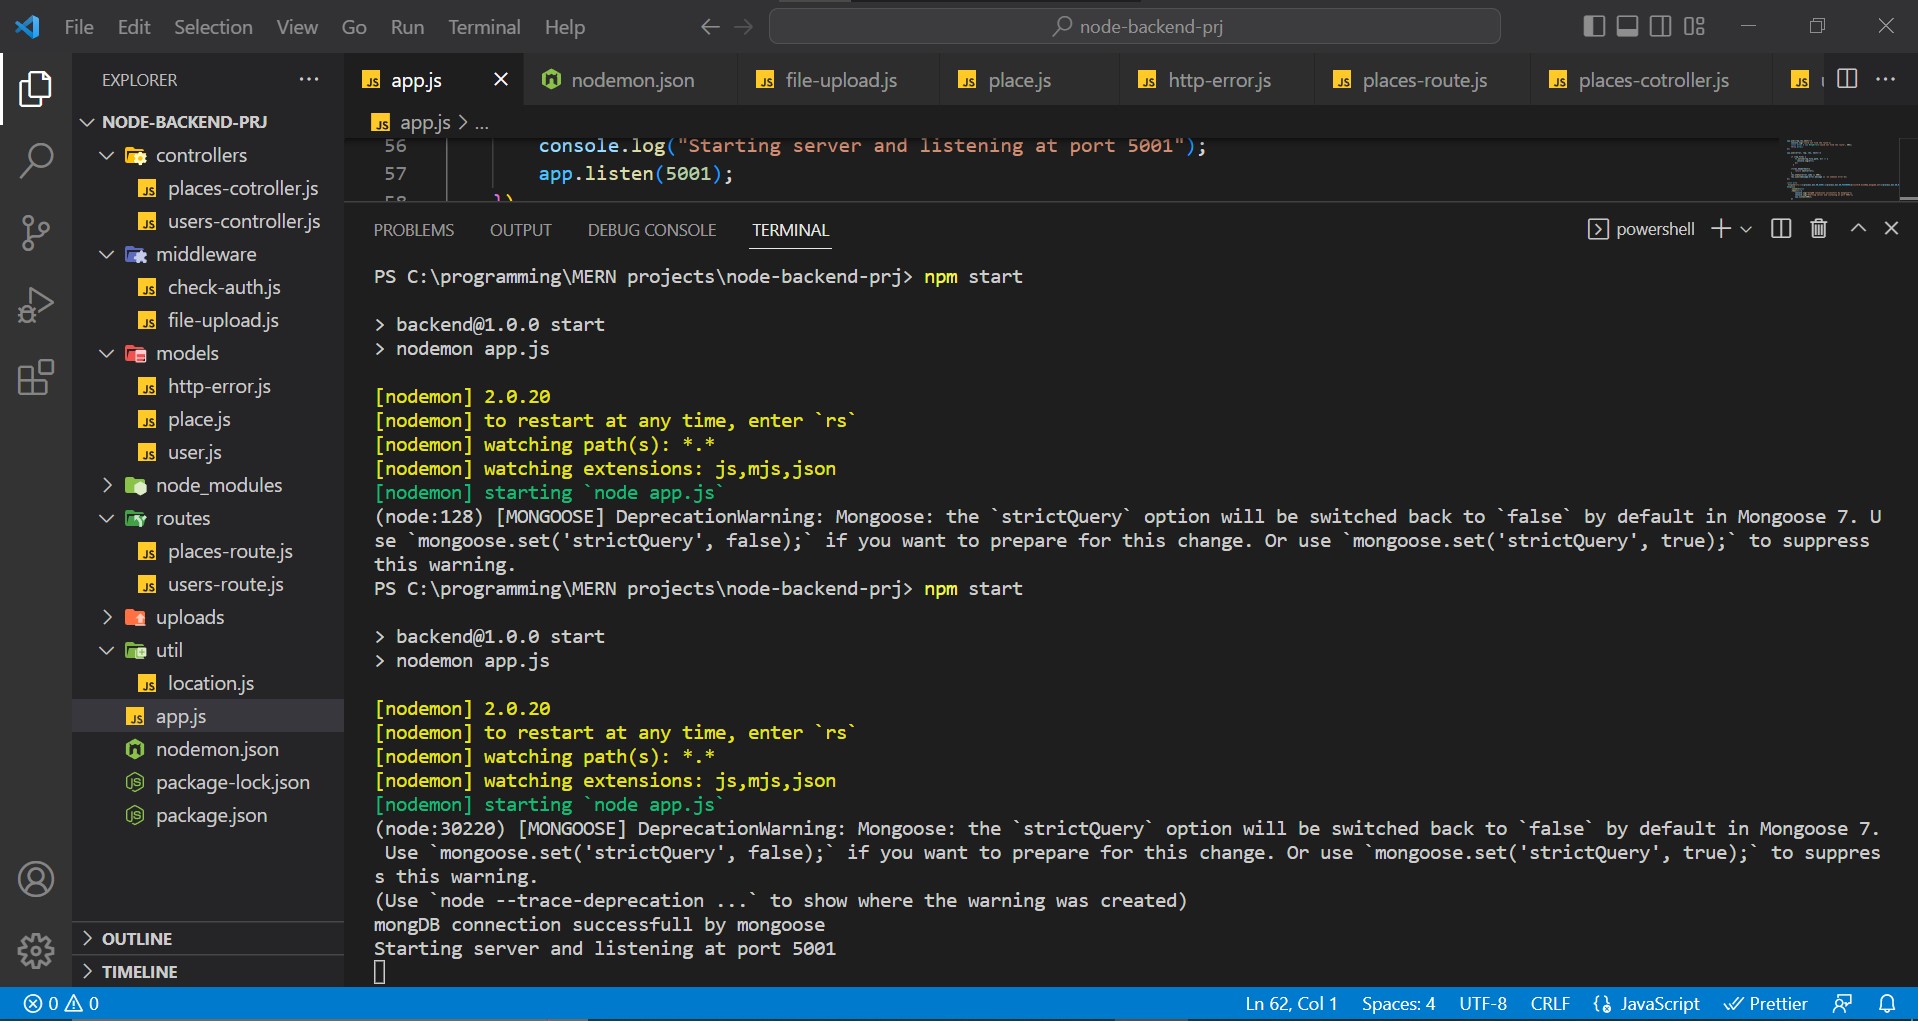 File Edit Selection View Go Run Terminal Help node-backend-prj
EXPLORER
NODE-BACKEND-PRJ
controllers
places-cotroller.js
users-controller.js
middleware
check-auth.js
file-upload.js
models
http-error.js
place.js
user.js
node_modules
routes
places-route.js
users-route.js
uploads
util
location.js
app.js
nodemon.json
package-lock.json
package.json
OUTLINE
TIMELINE
app.js nodemon.json file-upload.js place.js http-error.js places-route.js places-cotroller.js
app.js > ...
56 console.log("Starting server and listening at port 5001");
57 app.listen(5001);
58 })
PROBLEMS OUTPUT DEBUG CONSOLE TERMINAL powershell
PS C:\programming\MERN projects\node-backend-prj> npm start
> backend@1.0.0 start
> nodemon app.js
[nodemon] 2.0.20
[nodemon] to restart at any time, enter `rs`
[nodemon] watching path(s): *.*
[nodemon] watching extensions: js,mjs,json
[nodemon] starting `node app.js`
(node:128) [MONGOOSE] DeprecationWarning: Mongoose: the `strictQuery` option will be switched back to `false` by default in Mongoose 7. U
se `mongoose.set('strictQuery', false);` if you want to prepare for this change. Or use `mongoose.set('strictQuery', true);` to suppress
this warning.
PS C:\programming\MERN projects\node-backend-prj> npm start
> backend@1.0.0 start
> nodemon app.js
[nodemon] 2.0.20
[nodemon] to restart at any time, enter `rs`
[nodemon] watching path(s): *.*
[nodemon] watching extensions: js,mjs,json
[nodemon] starting `node app.js`
(node:30220) [MONGOOSE] DeprecationWarning: Mongoose: the `strictQuery` option will be switched back to `false` by default in Mongoose 7.
Use `mongoose.set('strictQuery', false);` if you want to prepare for this change. Or use `mongoose.set('strictQuery', true);` to suppres
s this warning.
(Use `node --trace-deprecation ...` to show where the warning was created)
mongDB connection successfull by mongoose
Starting server and listening at port 5001
0 0 Ln 62, Col 1 Spaces: 4 UTF-8 CRLF JavaScript Prettier